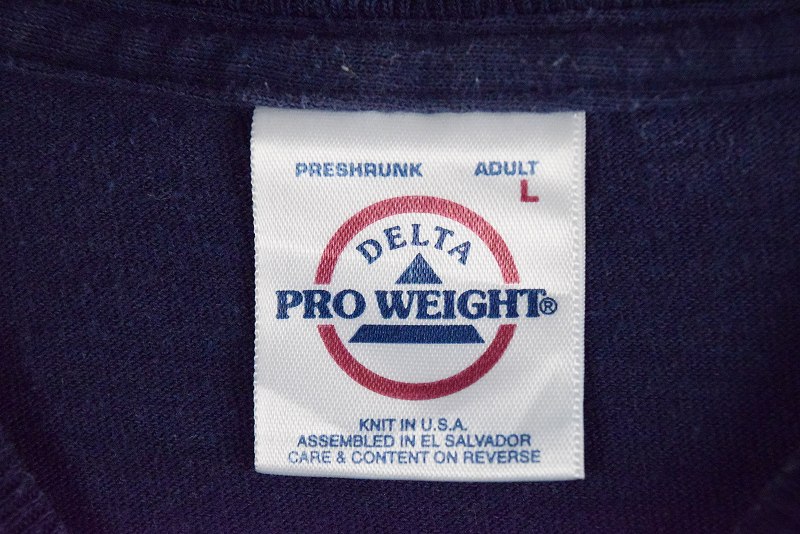 PRESHRUNK ADULT
L
DELTA
PRO WEIGHT®
KNIT IN U.S.A.
ASSEMBLED IN EL SALVADOR
CARE & CONTENT ON REVERSE